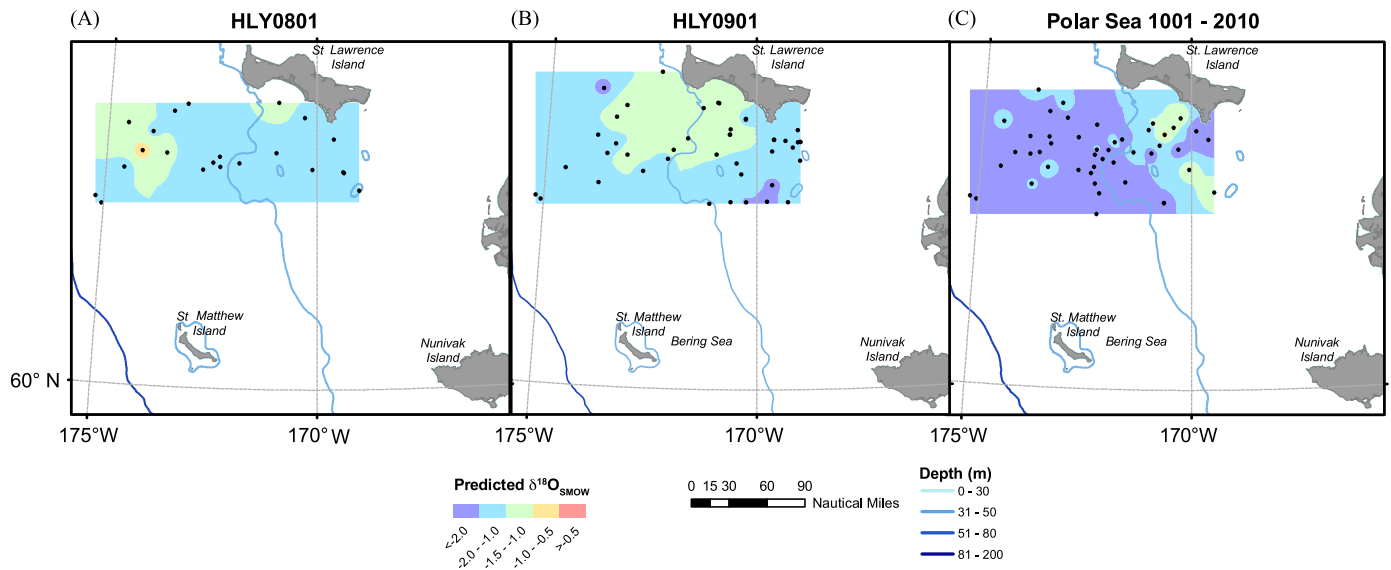 (A)
HLY0801
(B)
HLY0901
(C)
Polar Sea 1001 - 2010
St. Lawrence
Island
St. Lawrence
Island
St. Lawrence
Island
St. Matthew
Island
Nunivak
Island
St. Matthew
Island
Bering Sea
Nunivak
Island
St. Matthew
Island
Bering Sea
Nunivak
Island
60° N
175°W
170°W
175°W
170°W
175°W
170°W
Predicted δ18OSMOW
<-2.0
-2.0 - -1.0
-1.5 - -1.0
-1.0 - -0.5
>-0.5
0 15 30 60 90
Nautical Miles
Depth (m)
0 - 30
31 - 50
51 - 80
81 - 200